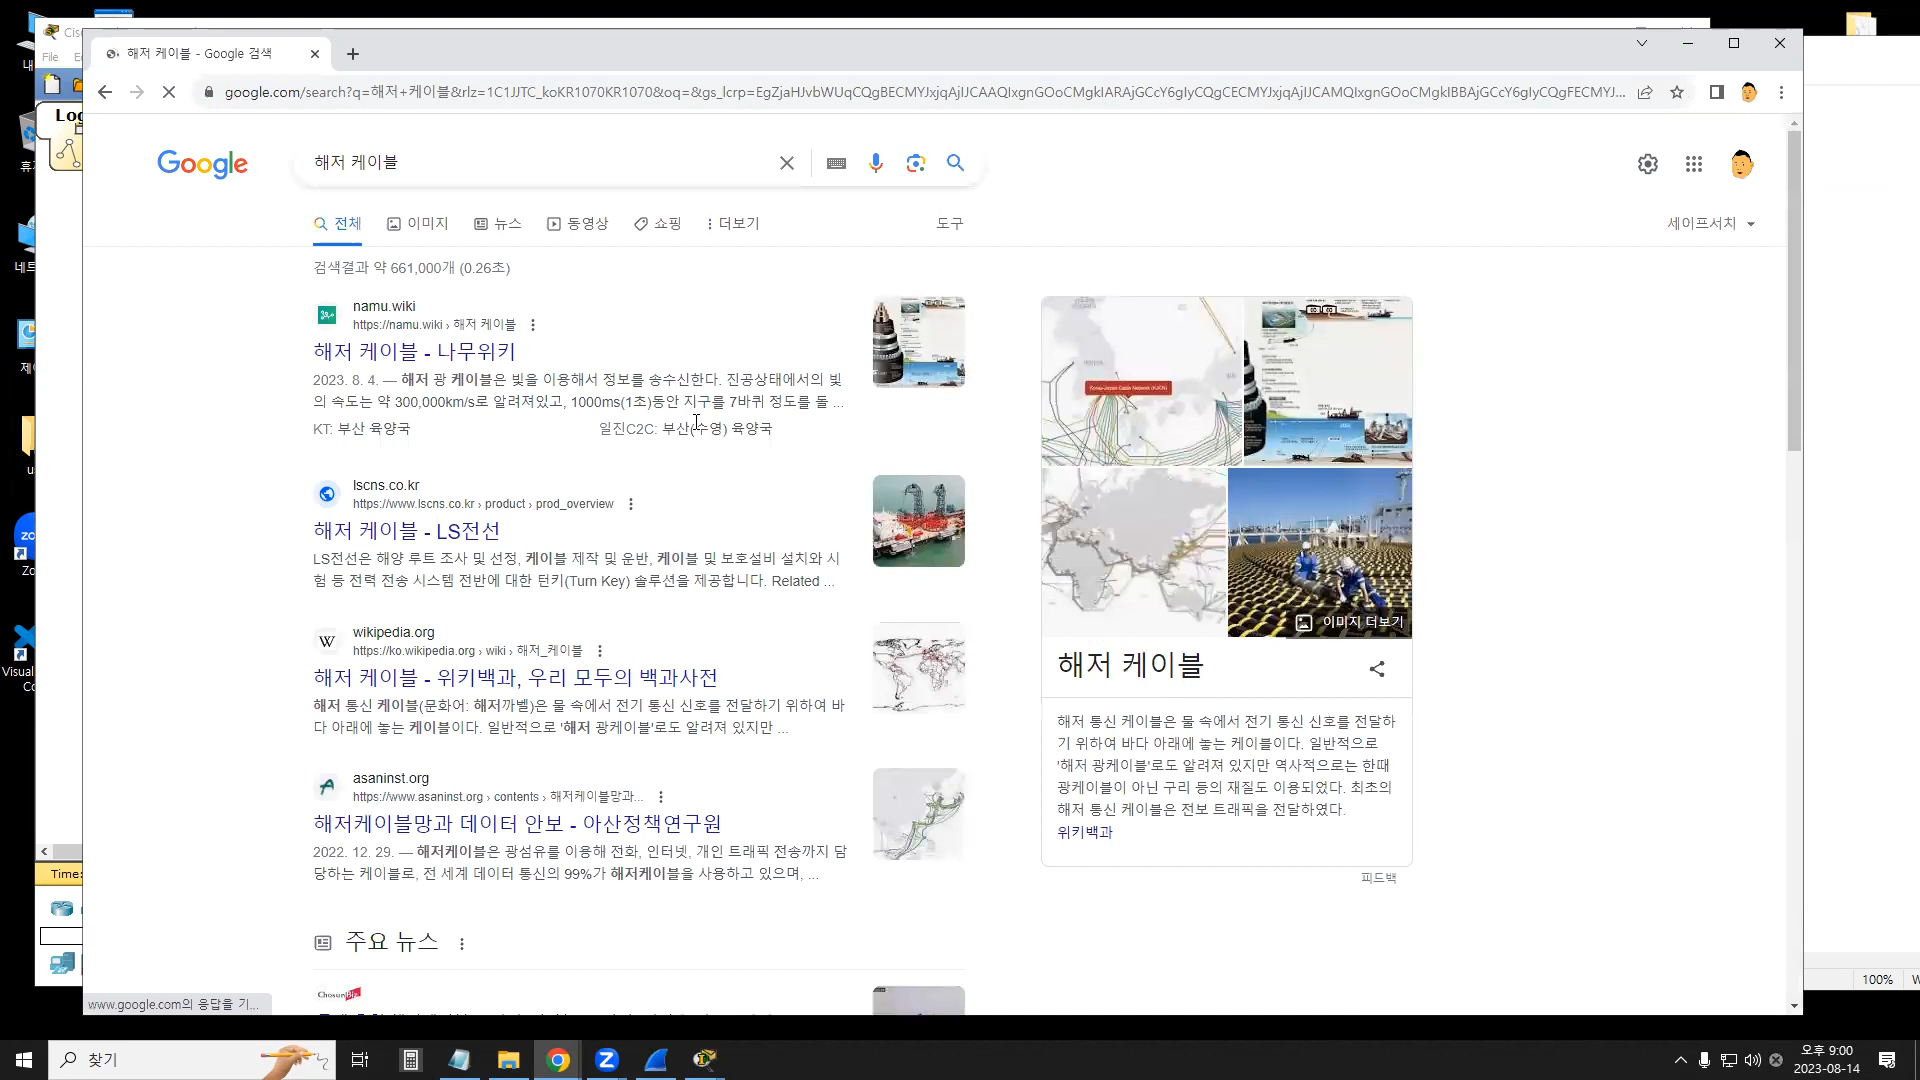 해저 케이블 - Google 검색
google.com/search?q=해저+케이블&rlz=1C1JJTC_koKR1070KR1070&oq=&gs_lcrp=EgZjaHJvbWUqCQgBECMYJxjqAjIJCAAQIxgnGOoCMgkIARAjGCcY6gIyCQgCECMYJxjqAjIJCAMQIxgnGOoCMgkIBBAjGCcY6gIyCQgFECMYJ...
Google
해저 케이블
전체 이미지 뉴스 동영상 쇼핑 더보기 도구 세이프서치
검색결과 약 661,000개 (0.26초)
namu.wiki
https://namu.wiki › 해저 케이블
해저 케이블 - 나무위키
2023. 8. 4. — 해저 광 케이블은 빛을 이용해서 정보를 송수신한다. 진공상태에서의 빛
의 속도는 약 300,000km/s로 알려져있고, 1000ms(1초)동안 지구를 7바퀴 정도를 돌 ...
KT: 부산 육양국 일진C2C: 부산(수영) 육양국
lscns.co.kr
https://www.lscns.co.kr › product › prod_overview
해저 케이블 - LS전선
LS전선은 해양 루트 조사 및 선정, 케이블 제작 및 운반, 케이블 및 보호설비 설치와 시
험 등 전력 전송 시스템 전반에 대한 턴키(Turn Key) 솔루션을 제공합니다. Related ...
wikipedia.org
https://ko.wikipedia.org › wiki › 해저_케이블
해저 케이블 - 위키백과, 우리 모두의 백과사전
해저 통신 케이블(문화어: 해저까벨)은 물 속에서 전기 통신 신호를 전달하기 위하여 바
다 아래에 놓는 케이블이다. 일반적으로 '해저 광케이블'로도 알려져 있지만 ...
asaninst.org
https://www.asaninst.org › contents › 해저케이블망과...
해저케이블망과 데이터 안보 - 아산정책연구원
2022. 12. 29. — 해저케이블은 광섬유를 이용해 전화, 인터넷, 개인 트래픽 전송까지 담
당하는 케이블로, 전 세계 데이터 통신의 99%가 해저케이블을 사용하고 있으며, ...
주요 뉴스
ChosunBiz
이미지 더보기
해저 케이블
해저 통신 케이블은 물 속에서 전기 통신 신호를 전달하
기 위하여 바다 아래에 놓는 케이블이다. 일반적으로
'해저 광케이블'로도 알려져 있지만 역사적으로는 한때
광케이블이 아닌 구리 등의 재질도 이용되었다. 최초의
해저 통신 케이블은 전보 트래픽을 전달하였다.
위키백과
피드백
www.google.com의 응답을 기...
File
Time:
Visual
100%
찾기
오후 9:00
2023-08-14